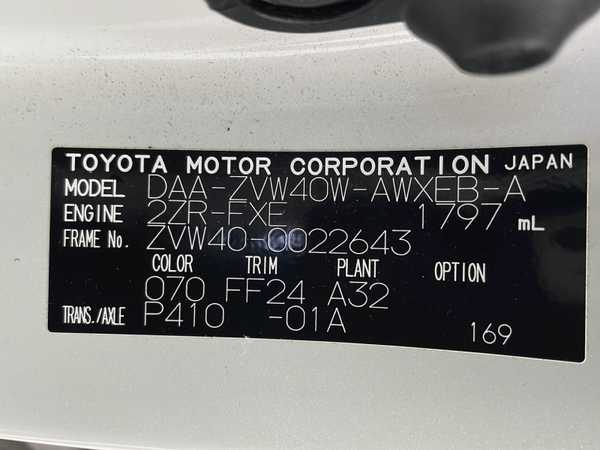 TOYOTA MOTOR CORPORATION JAPAN
MODEL DAA-ZVW40W-AWXEB-A
ENGINE 2ZR-FXE 1797 mL
FRAME No. ZVW40-0022643
COLOR TRIM PLANT OPTION
070 FF24 A32
TRANS./AXLE P410 -01A
169